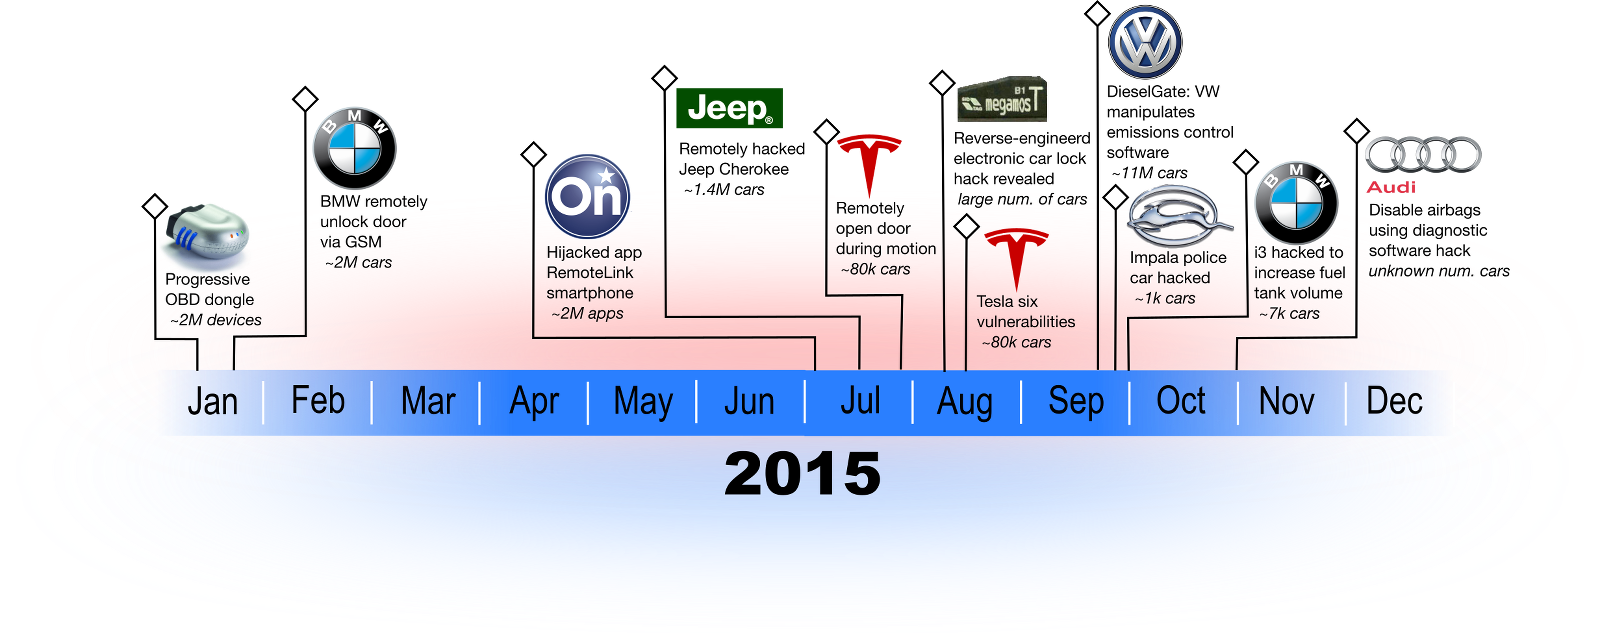 Progressive
OBD dongle
~2M devices
BMW
BMW remotely
unlock door
via GSM
~2M cars
On
Hijacked app
RemoteLink
smartphone
~2M apps
Jeep®
Remotely hacked
Jeep Cherokee
~1.4M cars
Remotely
open door
during motion
~80k cars
B1
megamos T
Reverse-engineerd
electronic car lock
hack revealed
large num. of cars
Tesla six
vulnerabilities
~80k cars
VW
DieselGate: VW
manipulates
emissions control
software
~11M cars
Impala police
car hacked
~1k cars
BMW
i3 hacked to
increase fuel
tank volume
~7k cars
Audi
Disable airbags
using diagnostic
software hack
unknown num. cars
Jan Feb Mar Apr May Jun Jul Aug Sep Oct Nov Dec
2015